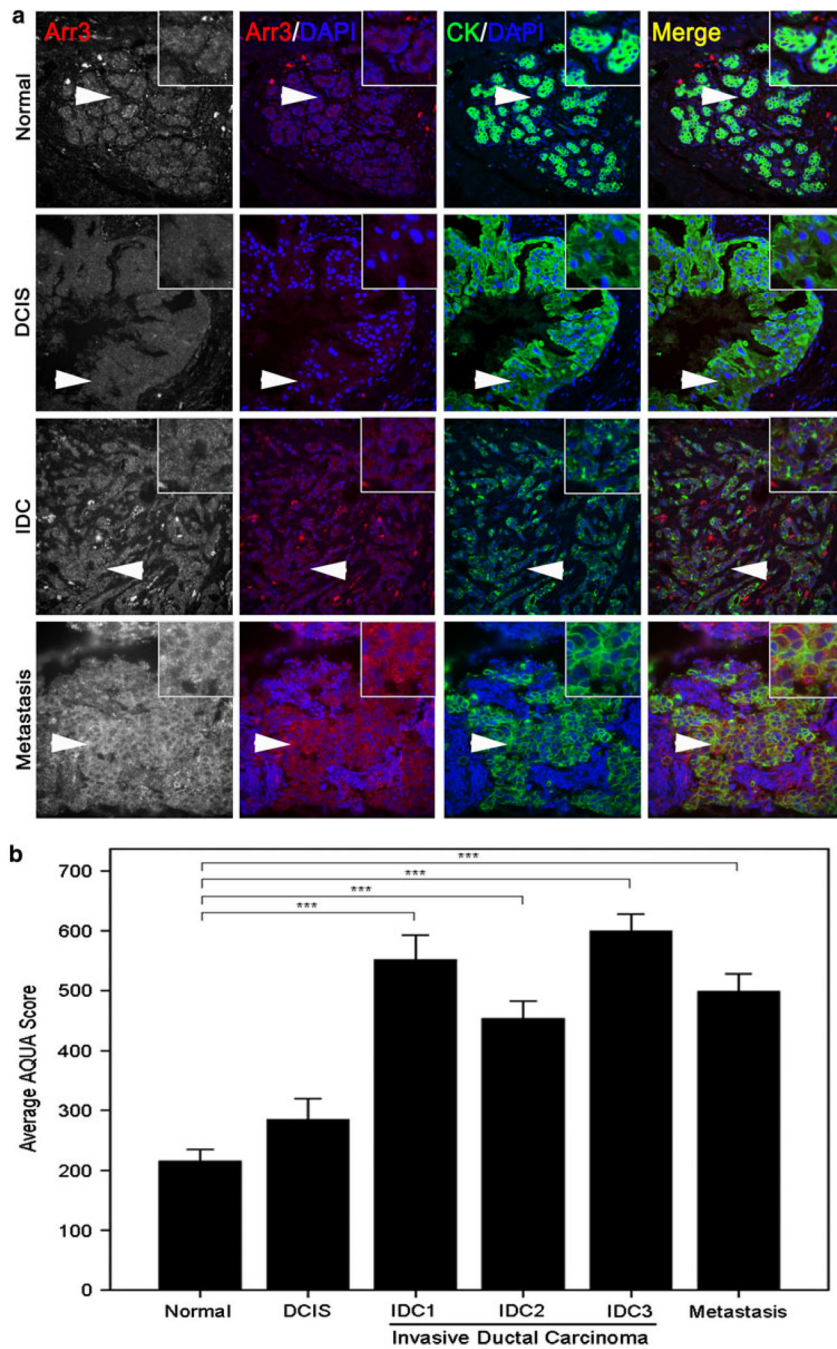 a
Arr3 Arr3/DAPI CK/DAPI Merge
Normal
DCIS
IDC
Metastasis
b
***
***
***
***
Average AQUA Score
700
600
500
400
300
200
100
0
Normal DCIS IDC1 IDC2 IDC3 Metastasis
Invasive Ductal Carcinoma